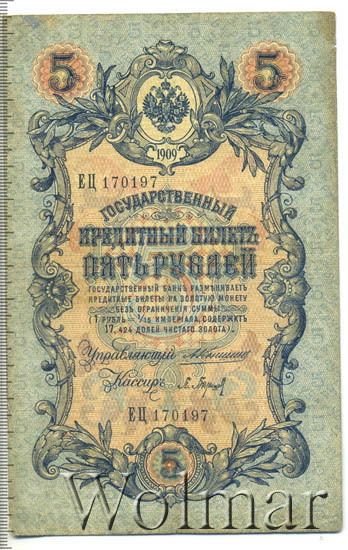 5 5
1909
ЕЦ 170197
ГОСУДАРСТВЕННЫЙ
КРЕДИТНЫЙ БИЛЕТЪ
ПЯТЬ РУБЛЕЙ
ГОСУДАРСТВЕННЫЙ БАНКЪ РАЗМѢНИВАЕТЪ
КРЕДИТНЫЕ БИЛЕТЫ НА ЗОЛОТУЮ МОНЕТУ
БЕЗЪ ОГРАНИЧЕНІЯ СУММЫ
(1 РУБЛЬ = 1/15 ИМПЕРІАЛА, СОДЕРЖИТЪ
17,424 ДОЛЕЙ ЧИСТАГО ЗОЛОТА).
Управляющій
Кассиръ
ЕЦ 170197
5
Wolmar